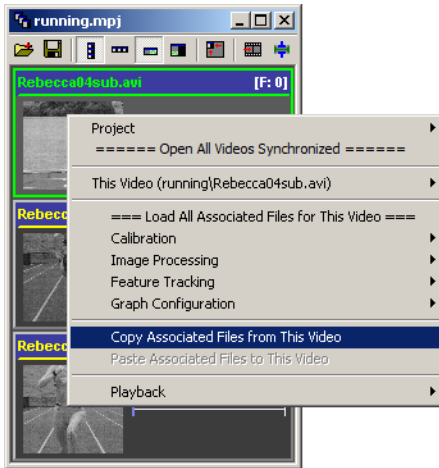 running.mpj
Rebecca04sub.avi [F: 0]
Project
====== Open All Videos Synchronized ======
This Video (running\Rebecca04sub.avi)
=== Load All Associated Files for This Video ===
Rebecc
Calibration
Image Processing
Feature Tracking
Graph Configuration
Copy Associated Files from This Video
Rebecc
Paste Associated Files to This Video
Playback